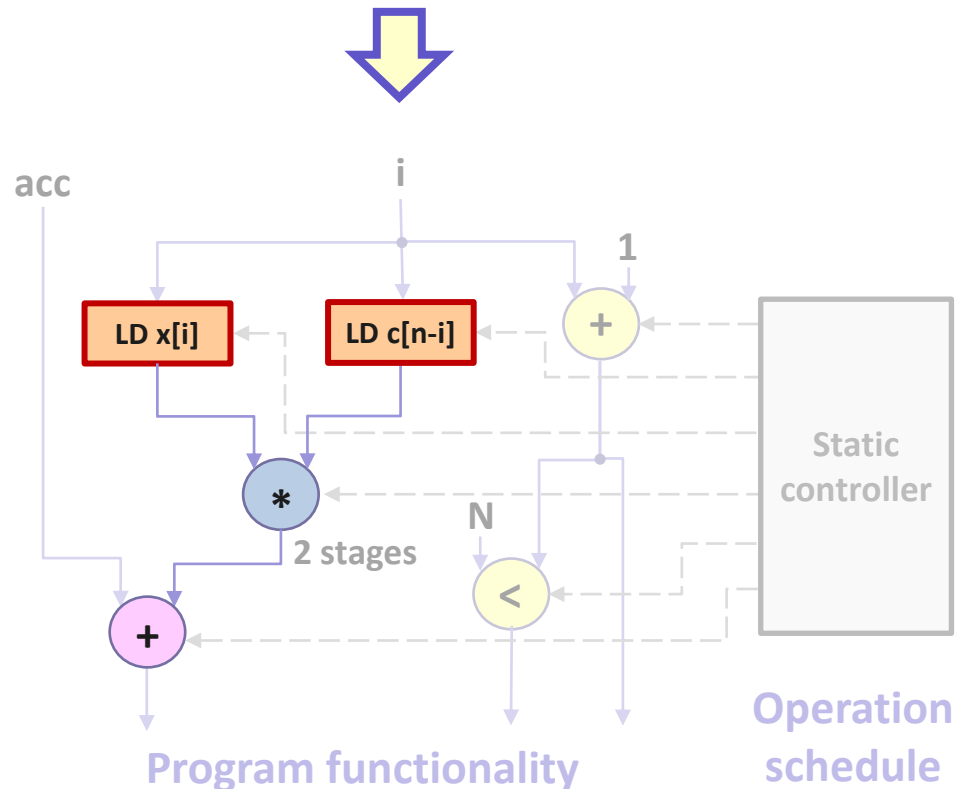 acc
i
1
LD x[i]
LD c[n-i]
+
Static
controller
*
N
2 stages
<
+
Operation
schedule
Program functionality